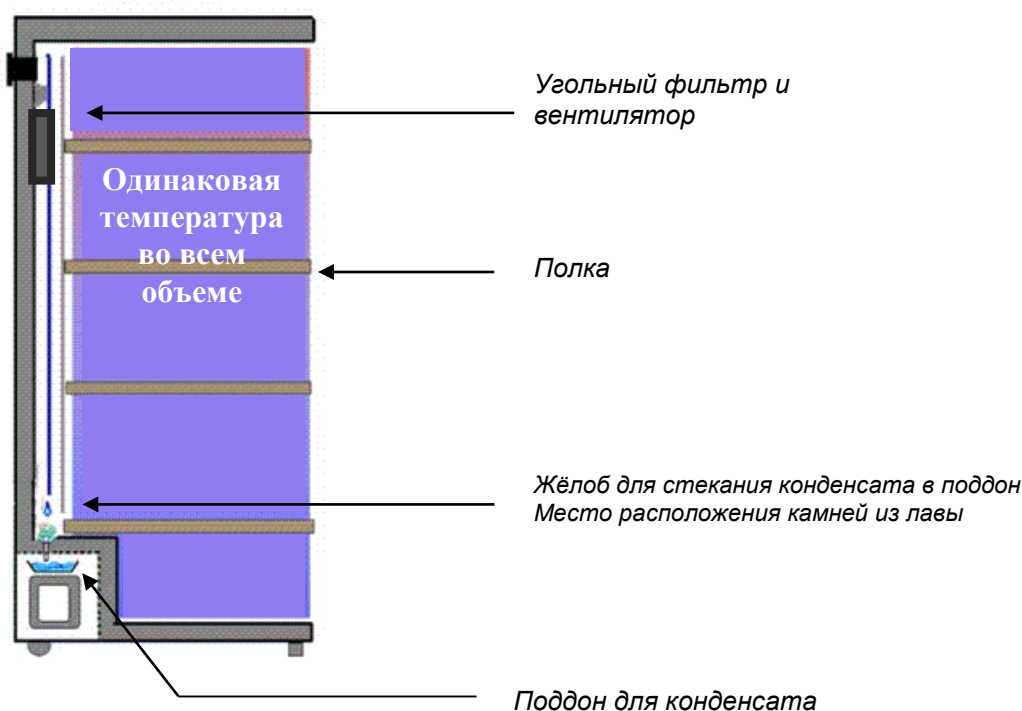 Угольный фильтр и
вентилятор
Одинаковая
температура
во всем
объеме
Полка
Жёлоб для стекания конденсата в поддон
Место расположения камней из лавы
Поддон для конденсата